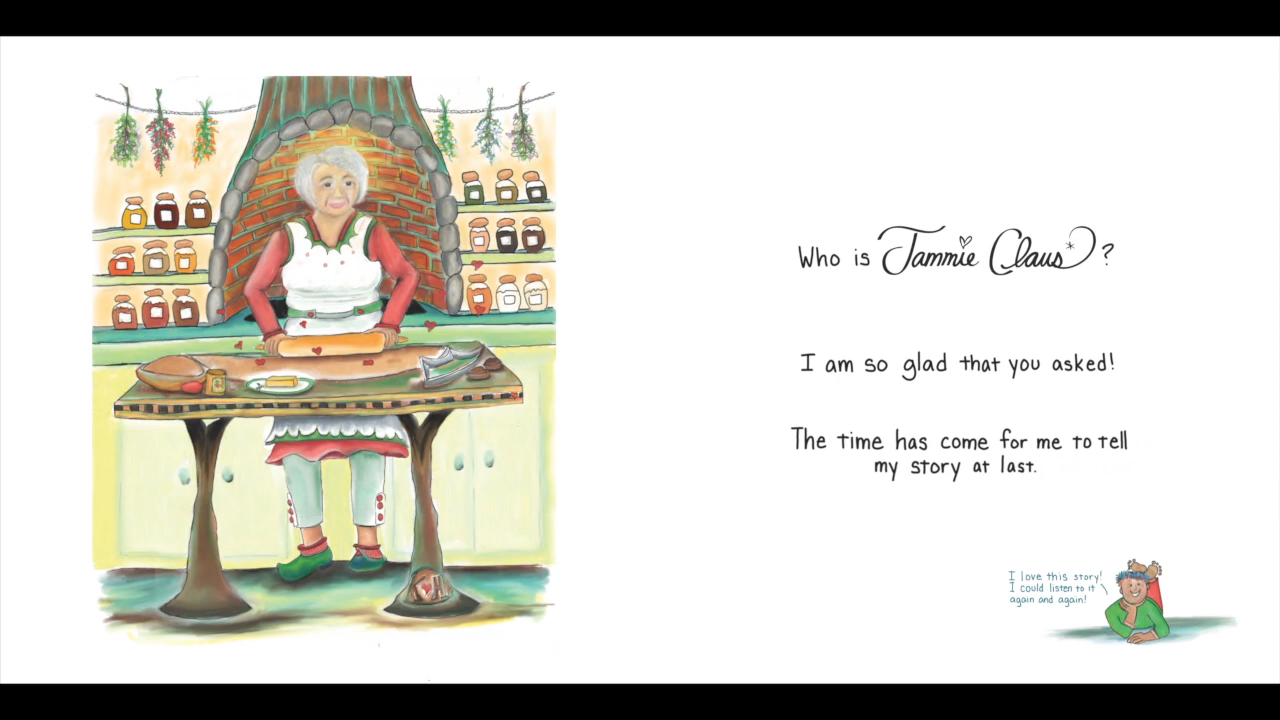 Who is Tammie Claus*?
I am so glad that you asked!
The time has come for me to tell
my story at last.
I love this story!
I could listen to it
again and again!